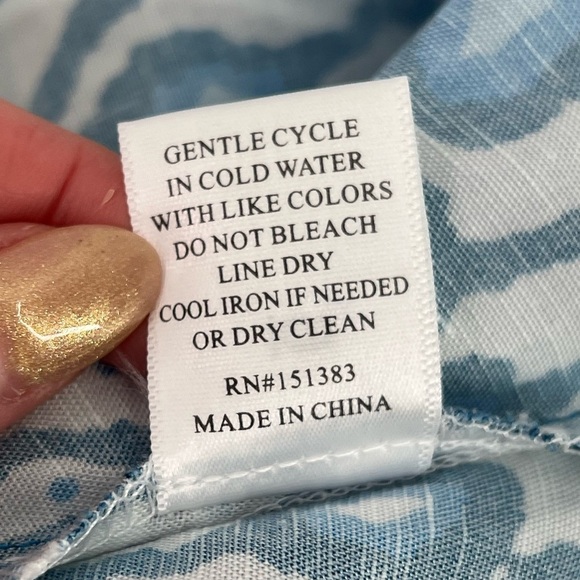 GENTLE CYCLE
IN COLD WATER
WITH LIKE COLORS
DO NOT BLEACH
LINE DRY
COOL IRON IF NEEDED
OR DRY CLEAN
RN#151383
MADE IN CHINA